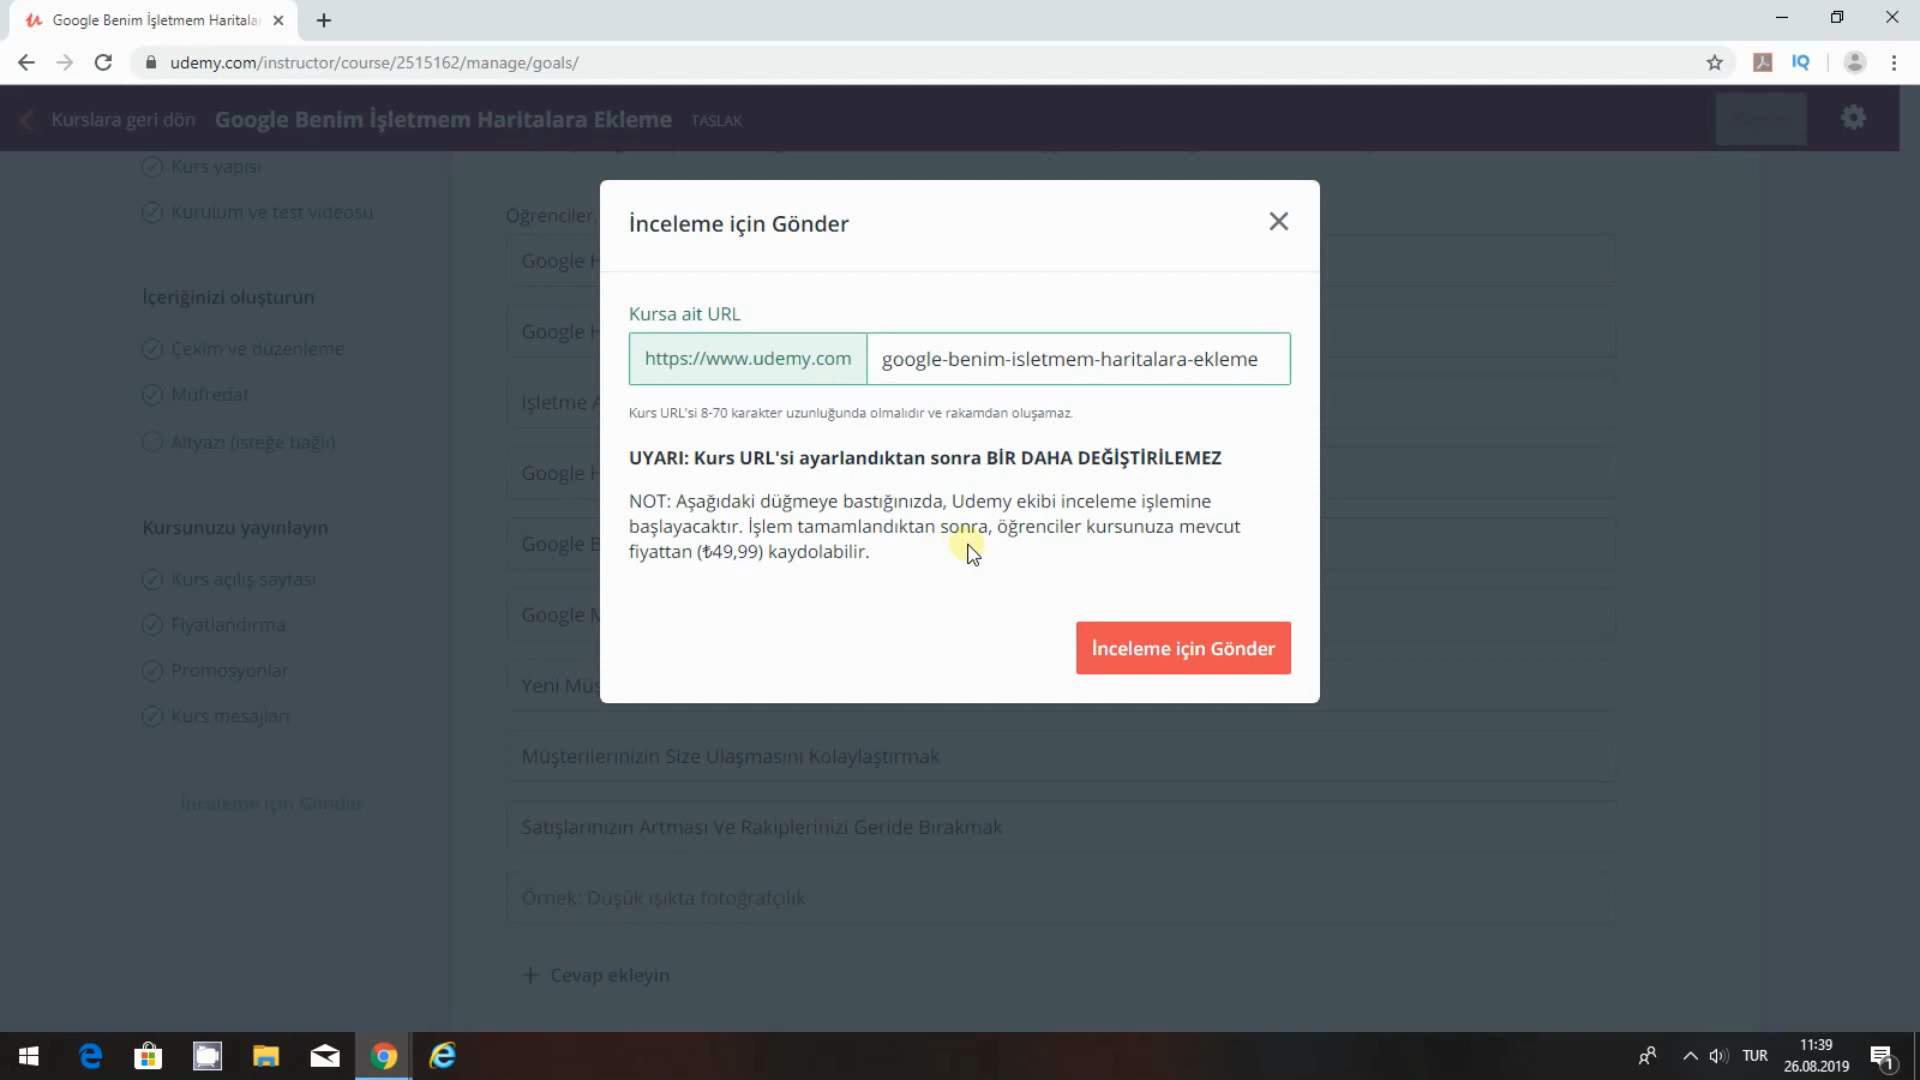 Google Benim İşletmem Haritala
udemy.com/instructor/course/2515162/manage/goals/
IQ
Kurslara geri dön
Google Benim İşletmem Haritalara Ekleme
TASLAK
Kurs yapısı
Kurulum ve test videosu
İçeriğinizi oluşturun
Çekim ve düzenleme
Müfredat
Altyazı (isteğe bağlı)
Kursunuzu yayınlayın
Kurs açılış sayfası
Fiyatlandırma
Promosyonlar
Kurs mesajları
İnceleme için Gönder
Öğrenciler,
Google H
Google H
İşletme A
Google H
Google B
Google M
Yeni Müş
Müşterilerinizin Size Ulaşmasını Kolaylaştırmak
Satışlarınızın Artması Ve Rakiplerinizi Geride Bırakmak
Örnek: Düşük ışıkta fotoğrafçılık
Cevap ekleyin
İnceleme için Gönder
Kursa ait URL
https://www.udemy.com
google-benim-isletmem-haritalara-ekleme
Kurs URL'si 8-70 karakter uzunluğunda olmalıdır ve rakamdan oluşamaz.
UYARI: Kurs URL'si ayarlandıktan sonra BİR DAHA DEĞİŞTİRİLEMEZ
NOT: Aşağıdaki düğmeye bastığınızda, Udemy ekibi inceleme işlemine
başlayacaktır. İşlem tamamlandıktan sonra, öğrenciler kursunuza mevcut
fiyattan (₺49,99) kaydolabilir.
İnceleme için Gönder
TUR
11:39
26.08.2019
1